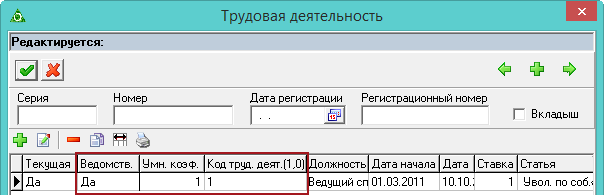 Трудовая деятельность
Редактируется:
Серия Номер Дата регистрации Регистрационный номер
. . 15 Вкладыш
Текущая Ведомств. Умн. коэф. Код труд. деят.(1,0) Должность Дата начала Дата Ставка Статья
Да Да 1 1 Ведущий сп 01.03.2011 10.10.2 1 Увол. по соб.